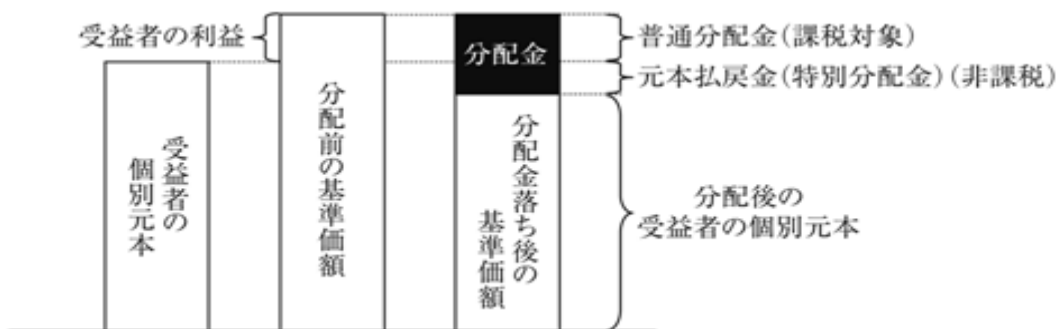 受益者の利益
受益者の
個別元本
分配前の基準価額
分配金
分配金落ち後の
基準価額
普通分配金(課税対象)
元本払戻金(特別分配金)(非課税)
分配後の
受益者の個別元本